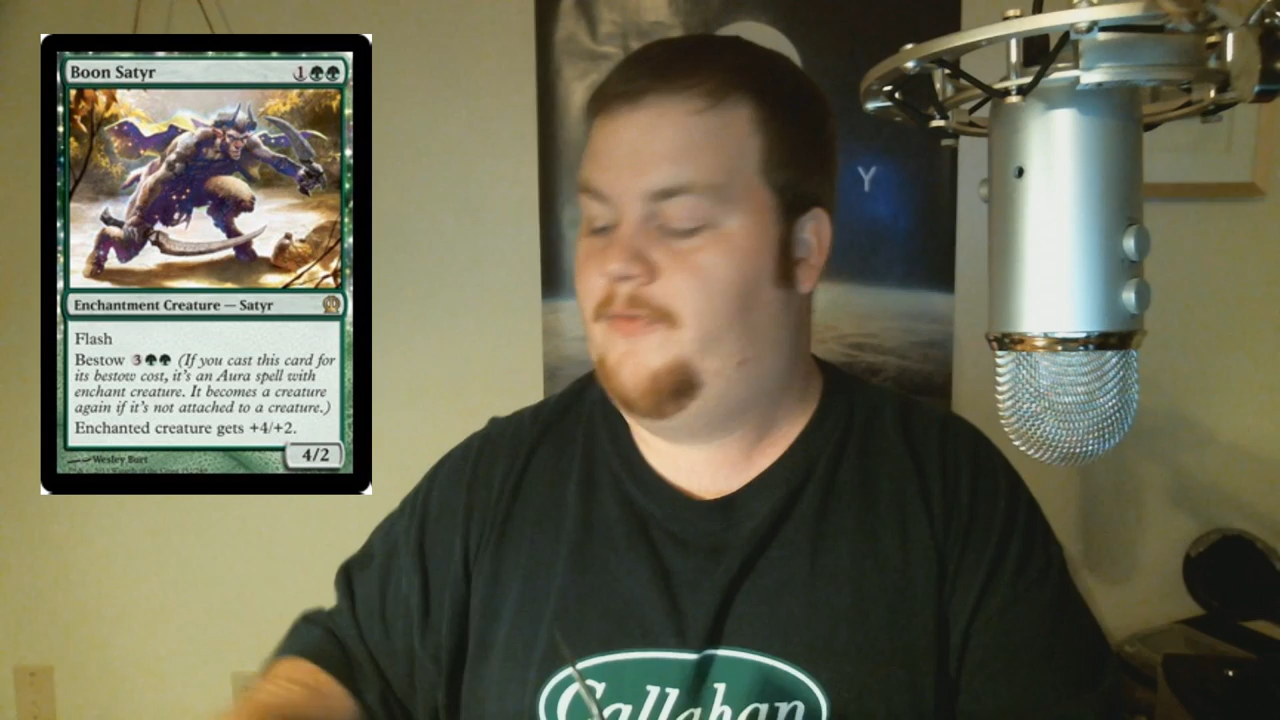 Boon Satyr 1
Enchantment Creature — Satyr
Flash
Bestow 3 (If you cast this card for
its bestow cost, it's an Aura spell with
enchant creature. It becomes a creature
again if it's not attached to a creature.)
Enchanted creature gets +4/+2.
4/2
Wesley Burt
Y
Callahan